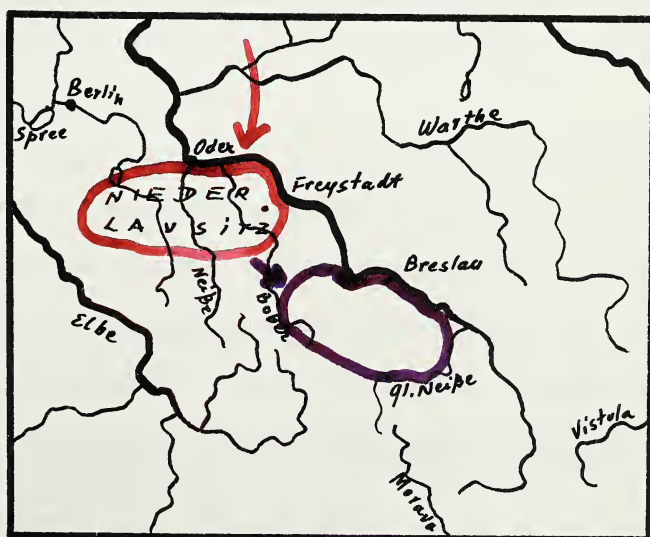 Berlin
Spree
Oder
Warthe
NIEDER
LAUSITZ
Freystadt
Breslau
Neiße
Bober
Elbe
gl. Neiße
Vistula
Morava